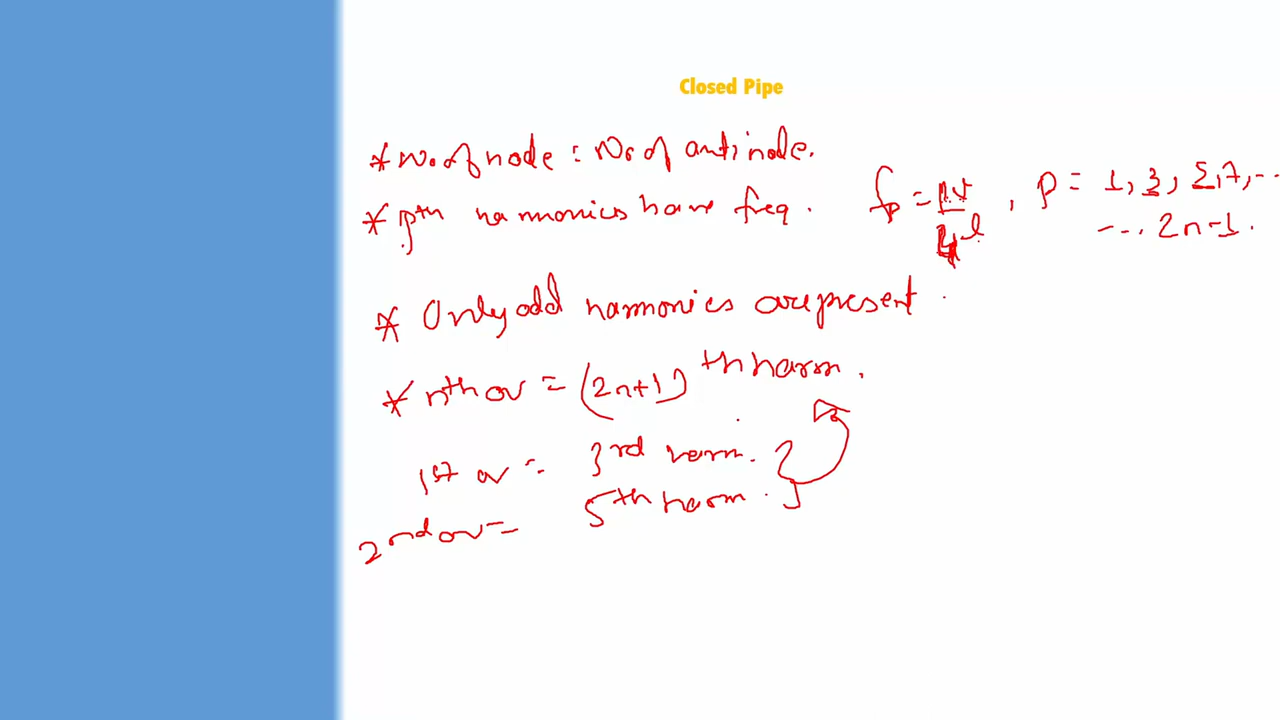 Closed Pipe
* No. of node = No of antinode.
* Pth harmonics have freq. fp = pv/4l, p = 1, 3, 5, 7, ..
.... 2n-1.
* Only odd harmonics are present.
* nth ov = (2n+1)th harm.
1st ov = 3rd harm.
2nd ov = 5th harm.